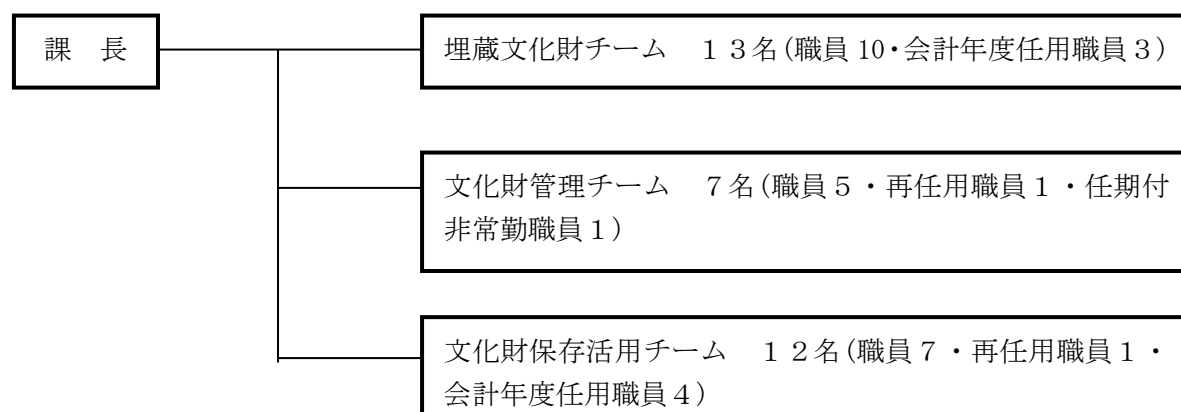 課　長
埋蔵文化財チーム　１３名(職員 10・会計年度任用職員３)
文化財管理チーム　７名(職員５・再任用職員１・任期付
非常勤職員１)
文化財保存活用チーム　１２名(職員７・再任用職員１・
会計年度任用職員４)